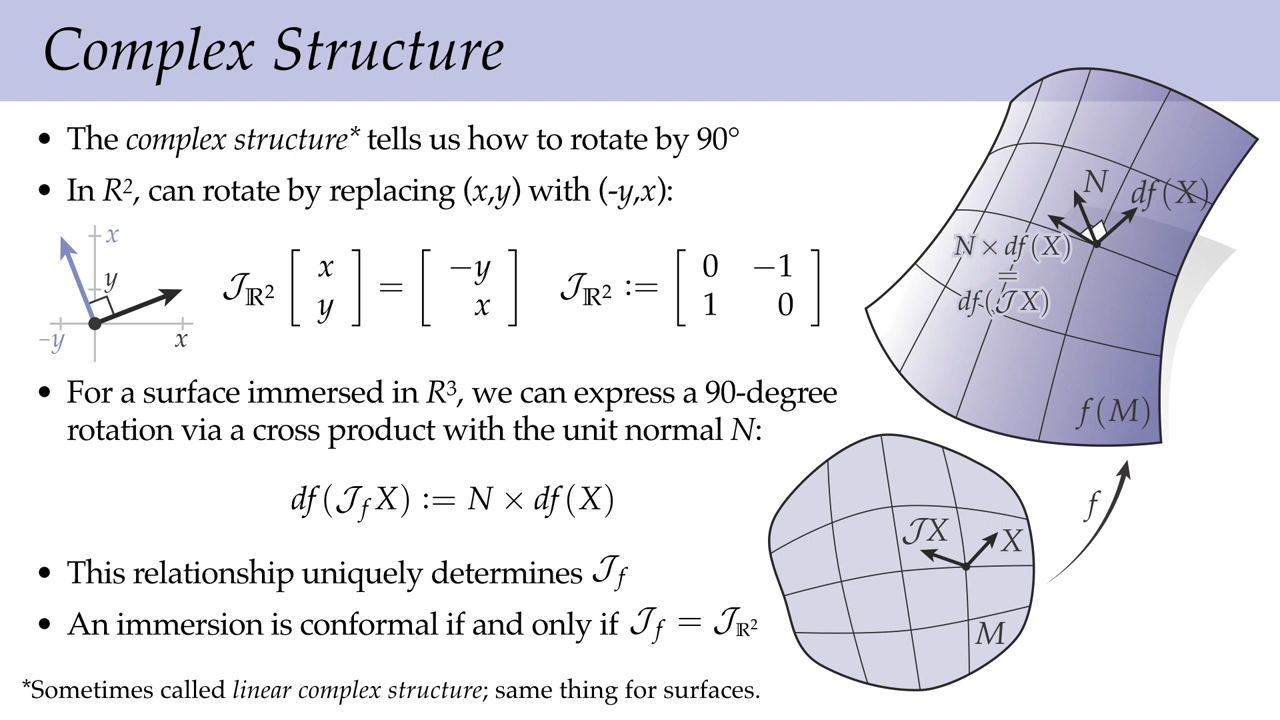 Complex Structure
• The complex structure* tells us how to rotate by 90°
• In R², can rotate by replacing (x,y) with (-y,x):
x
y
−y
x
𝒥_ℝ² [ x y ] = [ −y x ] 𝒥_ℝ² := [ 0 −1 1 0 ]
• For a surface immersed in R³, we can express a 90-degree
rotation via a cross product with the unit normal N:
df(𝒥_f X) := N × df(X)
• This relationship uniquely determines 𝒥_f
• An immersion is conformal if and only if 𝒥_f = 𝒥_ℝ²
*Sometimes called linear complex structure; same thing for surfaces.
N
df(X)
N × df(X)
=
df(𝒥X)
f(M)
f
𝒥X
X
M